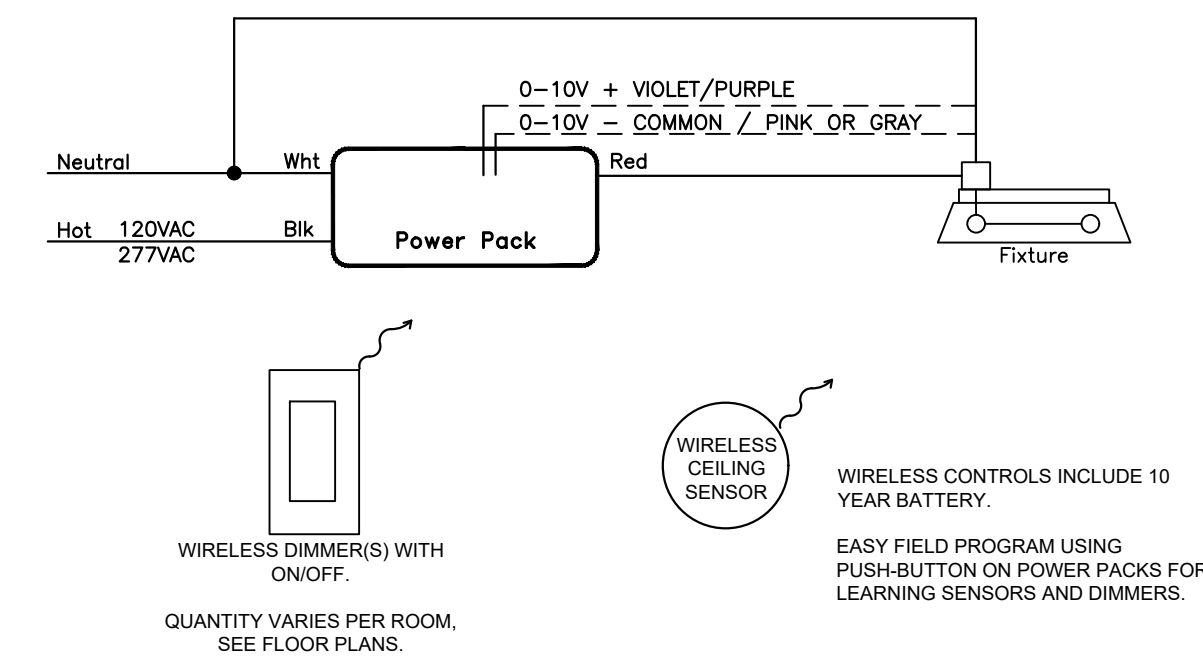 0-10V + VIOLET/PURPLE
0-10V - COMMON / PINK OR GRAY
Neutral
Wht
Red
Hot
120VAC
277VAC
Blk
Power Pack
Fixture
WIRELESS
CEILING
SENSOR
WIRELESS CONTROLS INCLUDE 10
YEAR BATTERY.
EASY FIELD PROGRAM USING
PUSH-BUTTON ON POWER PACKS FOR
LEARNING SENSORS AND DIMMERS.
WIRELESS DIMMER(S) WITH
ON/OFF.
QUANTITY VARIES PER ROOM,
SEE FLOOR PLANS.